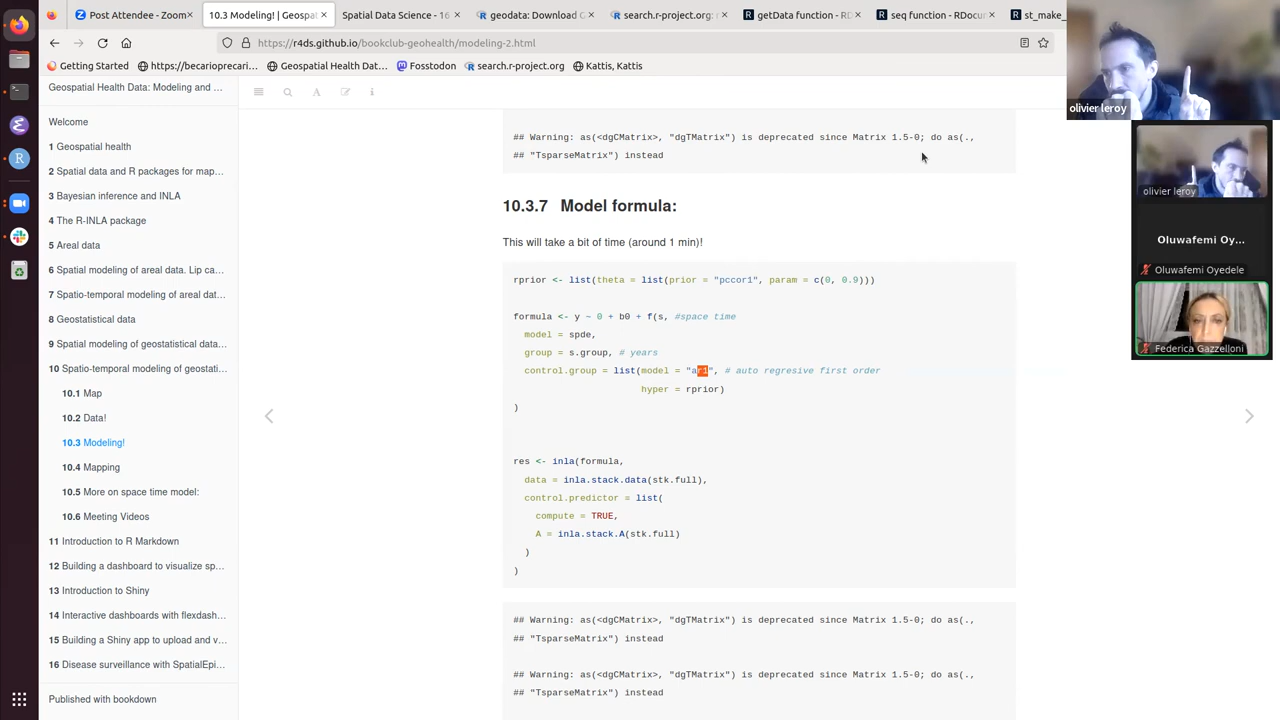 Post Attendee - Zoom
10.3 Modeling! | Geospat
Spatial Data Science - 16
geodata: Download G
search.r-project.org:
getData function - RD
seq function - RDocum
st_make_
https://r4ds.github.io/bookclub-geohealth/modeling-2.html
Getting Started
https://becarioprecari...
Geospatial Health Dat...
Fosstodon
search.r-project.org
Kattis, Kattis
olivier leroy
olivier leroy
Oluwafemi Oy...
Oluwafemi Oyedele
Federica Gazzelloni
Geospatial Health Data: Modeling and ...
Welcome
1 Geospatial health
2 Spatial data and R packages for map...
3 Bayesian inference and INLA
4 The R-INLA package
5 Areal data
6 Spatial modeling of areal data. Lip ca...
7 Spatio-temporal modeling of areal dat...
8 Geostatistical data
9 Spatial modeling of geostatistical data...
10 Spatio-temporal modeling of geostati...
10.1 Map
10.2 Data!
10.3 Modeling!
10.4 Mapping
10.5 More on space time model:
10.6 Meeting Videos
11 Introduction to R Markdown
12 Building a dashboard to visualize sp...
13 Introduction to Shiny
14 Interactive dashboards with flexdash...
15 Building a Shiny app to upload and v...
16 Disease surveillance with SpatialEpi...
Published with bookdown
## Warning: as(<dgCMatrix>, "dgTMatrix") is deprecated since Matrix 1.5-0; do as(.,
## "TsparseMatrix") instead
10.3.7 Model formula:
This will take a bit of time (around 1 min)!
rprior <- list(theta = list(prior = "pccor1", param = c(0, 0.9)))
formula <- y ~ 0 + b0 + f(s, #space time
model = spde,
group = s.group, # years
control.group = list(model = "ar1", # auto regresive first order
hyper = rprior)
)
res <- inla(formula,
data = inla.stack.data(stk.full),
control.predictor = list(
compute = TRUE,
A = inla.stack.A(stk.full)
)
)
## Warning: as(<dgCMatrix>, "dgTMatrix") is deprecated since Matrix 1.5-0; do as(.,
## "TsparseMatrix") instead
## Warning: as(<dgCMatrix>, "dgTMatrix") is deprecated since Matrix 1.5-0; do as(.,
## "TsparseMatrix") instead